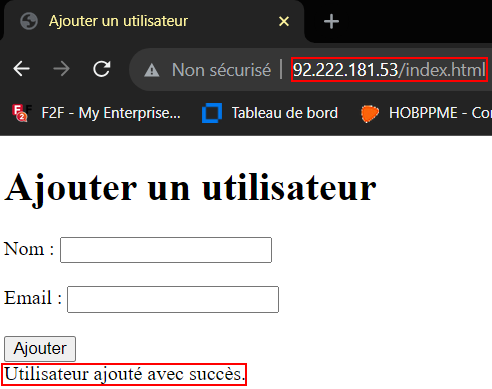 Ajouter un utilisateur
Non sécurisé 92.222.181.53/index.html
F2F - My Enterprise... Tableau de bord HOBPPME - Cor
Ajouter un utilisateur
Nom :
Email :
Ajouter
Utilisateur ajouté avec succès.